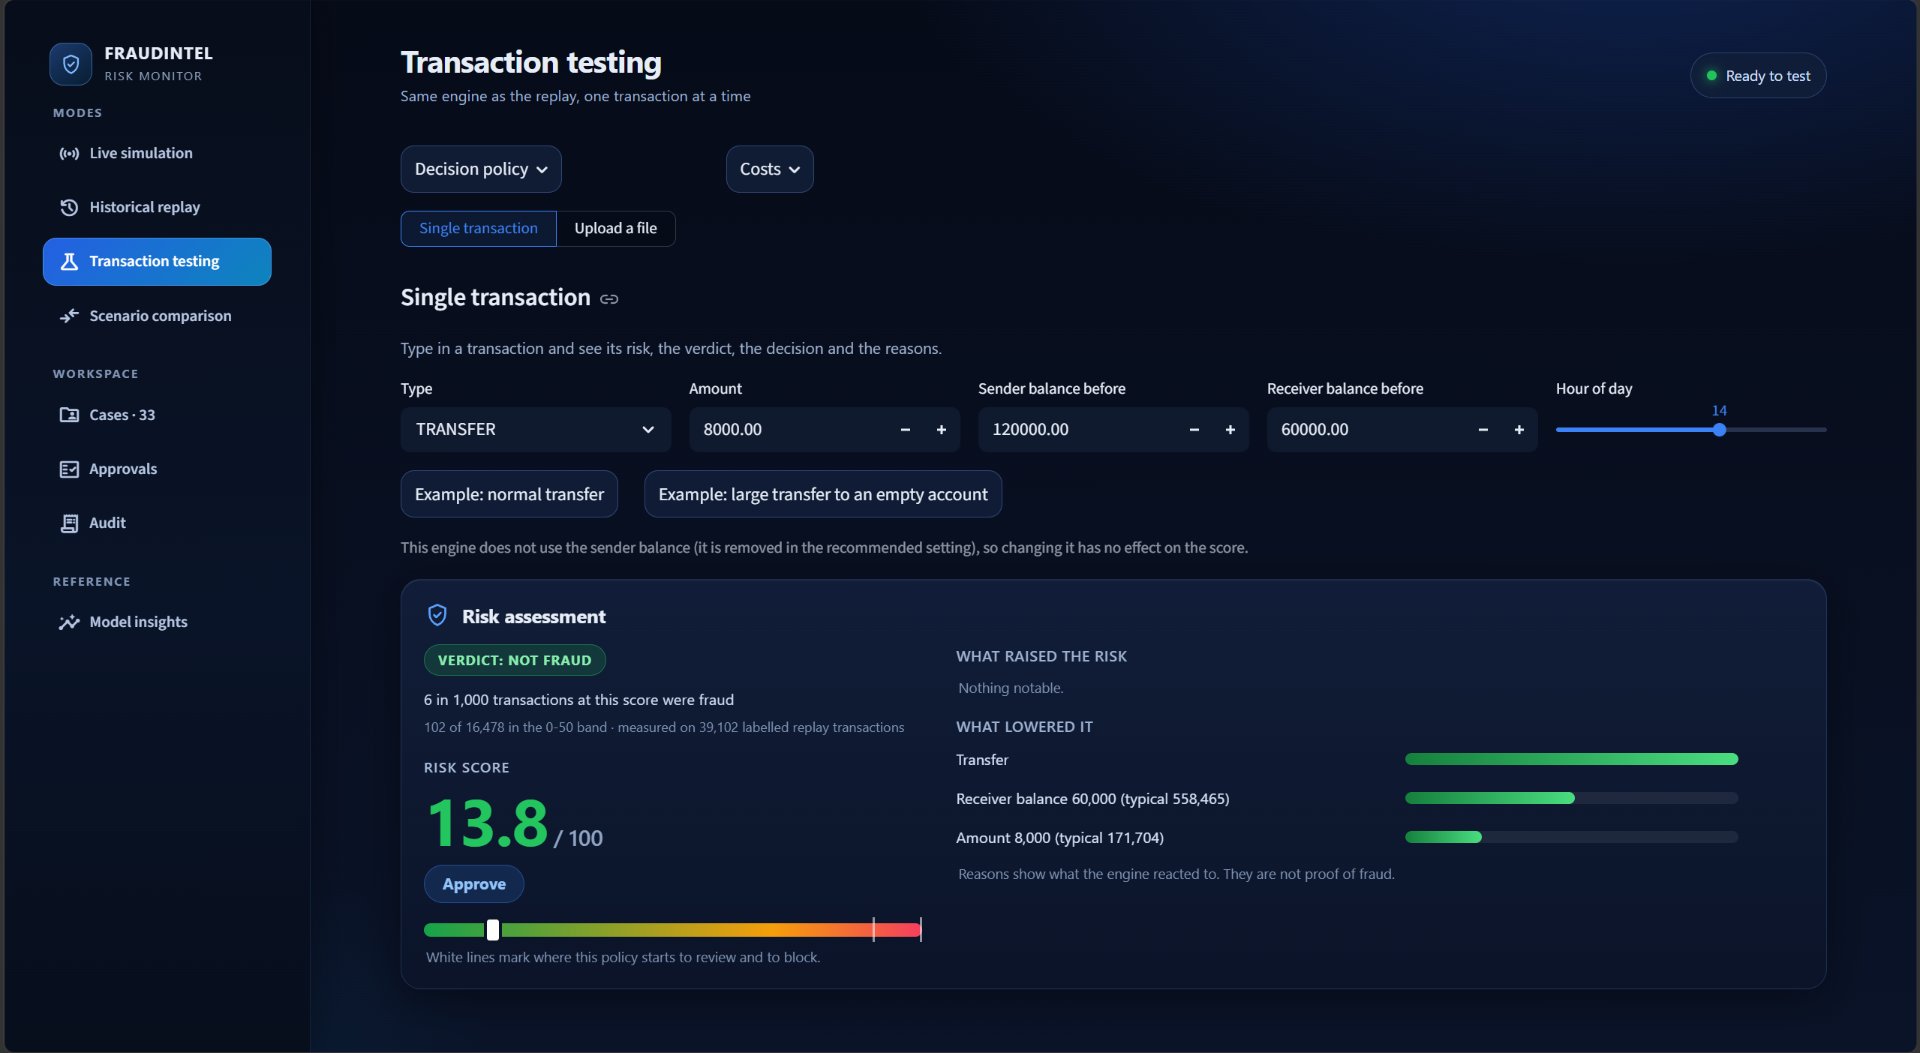 FRAUDINTEL
RISK MONITOR
MODES
Live simulation
Historical replay
Transaction testing
Scenario comparison
WORKSPACE
Cases · 33
Approvals
Audit
REFERENCE
Model insights
Transaction testing
Same engine as the replay, one transaction at a time
Ready to test
Decision policy
Costs
Single transaction
Upload a file
Single transaction
Type in a transaction and see its risk, the verdict, the decision and the reasons.
Type
Amount
Sender balance before
Receiver balance before
Hour of day
14
TRANSFER
8000.00
120000.00
60000.00
Example: normal transfer
Example: large transfer to an empty account
This engine does not use the sender balance (it is removed in the recommended setting), so changing it has no effect on the score.
Risk assessment
VERDICT: NOT FRAUD
6 in 1,000 transactions at this score were fraud
102 of 16,478 in the 0-50 band · measured on 39,102 labelled replay transactions
RISK SCORE
13.8 / 100
Approve
White lines mark where this policy starts to review and to block.
WHAT RAISED THE RISK
Nothing notable.
WHAT LOWERED IT
Transfer
Receiver balance 60,000 (typical 558,465)
Amount 8,000 (typical 171,704)
Reasons show what the engine reacted to. They are not proof of fraud.